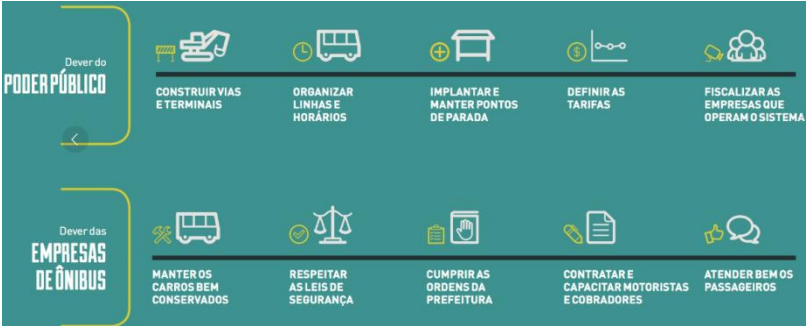 Dever do
PODER PÚBLICO
CONSTRUIR VIAS
E TERMINAIS
ORGANIZAR
LINHAS E
HORÁRIOS
IMPLANTAR E
MANTER PONTOS
DE PARADA
$
DEFINIR AS
TARIFAS
FISCALIZAR AS
EMPRESAS QUE
OPERAM O SISTEMA
Dever das
EMPRESAS
DE ÔNIBUS
MANTER OS
CARROS BEM
CONSERVADOS
RESPEITAR
AS LEIS DE
SEGURANÇA
CUMPRIR AS
ORDENS DA
PREFEITURA
CONTRATAR E
CAPACITAR MOTORISTAS
E COBRADORES
ATENDER BEM OS
PASSAGEIROS